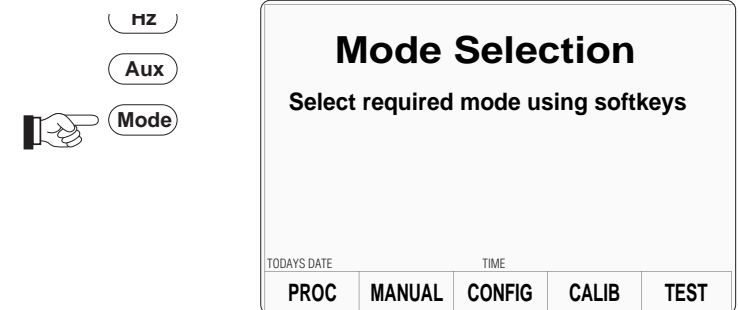 Hz
Aux
Mode
Mode Selection
Select required mode using softkeys
TODAYS DATE TIME
PROC MANUAL CONFIG CALIB TEST